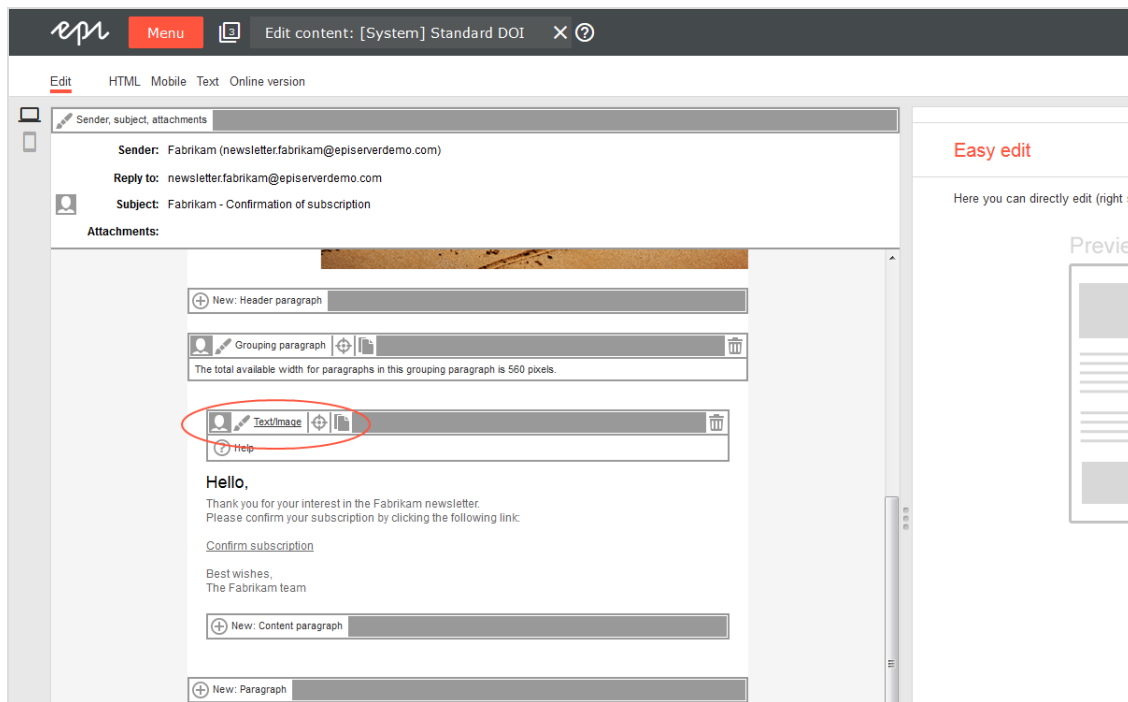 epi Menu 3 Edit content: [System] Standard DOI
Edit HTML Mobile Text Online version
Sender, subject, attachments
Sender: Fabrikam (newsletter.fabrikam@episerverdemo.com)
Reply to: newsletter.fabrikam@episerverdemo.com
Subject: Fabrikam - Confirmation of subscription
Attachments:
New: Header paragraph
Grouping paragraph
The total available width for paragraphs in this grouping paragraph is 560 pixels.
Text/Image
Help
Hello,
Thank you for your interest in the Fabrikam newsletter.
Please confirm your subscription by clicking the following link:
Confirm subscription
Best wishes,
The Fabrikam team
New: Content paragraph
New: Paragraph
Easy edit
Here you can directly edit (right
Previe